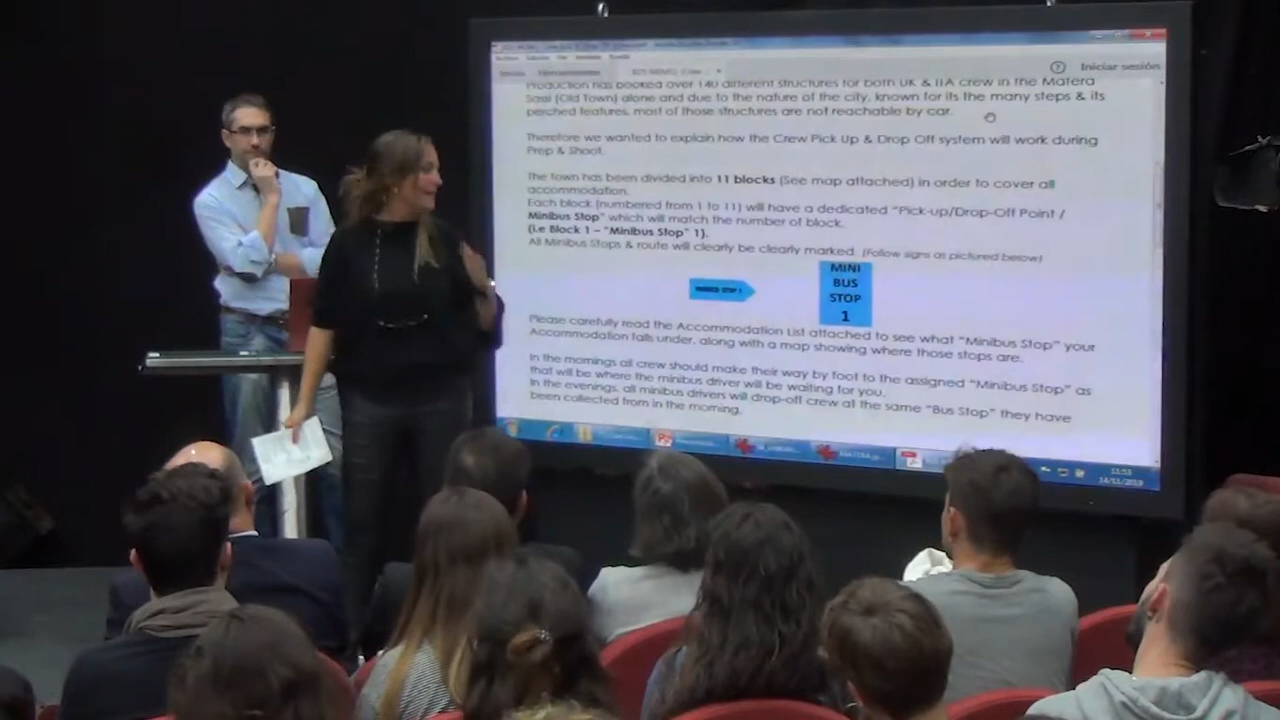 Iniciar sesión
Production has booked over 140 different structures for both UK & ITA crew in the Matera
Sassi (Old Town) alone and due to the nature of the city, known for its the many steps & its
perched features, most of those structures are not reachable by car.
Therefore we wanted to explain how the Crew Pick Up & Drop Off system will work during
Prep & Shoot.
The town has been divided into 11 blocks (See map attached) in order to cover all
accommodation.
Each block (numbered from 1 to 11) will have a dedicated "Pick-up/Drop-Off Point /
Minibus Stop" which will match the number of block.
(i.e Block 1 – "Minibus Stop" 1).
All Minibus Stops & route will clearly be clearly marked. (Follow signs as pictured below)
MINI
BUS
STOP
1
Please carefully read the Accommodation List attached to see what "Minibus Stop" your
Accommodation falls under, along with a map showing where those stops are.
In the mornings all crew should make their way by foot to the assigned "Minibus Stop" as
that will be where the minibus driver will be waiting for you.
In the evenings, all minibus drivers will drop-off crew at the same "Bus Stop" they have
been collected from in the morning.
11:53
14/11/2019